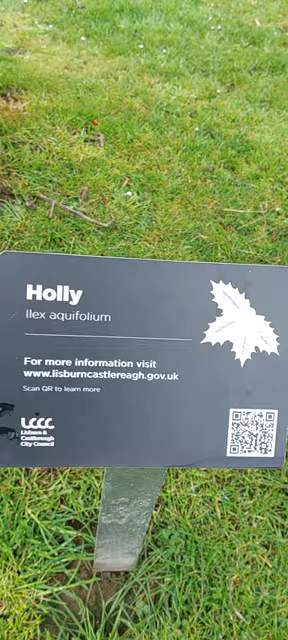 Holly
Ilex aquifolium
For more information visit
www.lisburncastlereagh.gov.uk
Scan QR to learn more
LCCC
Lisburn &
Castlereagh
City Council